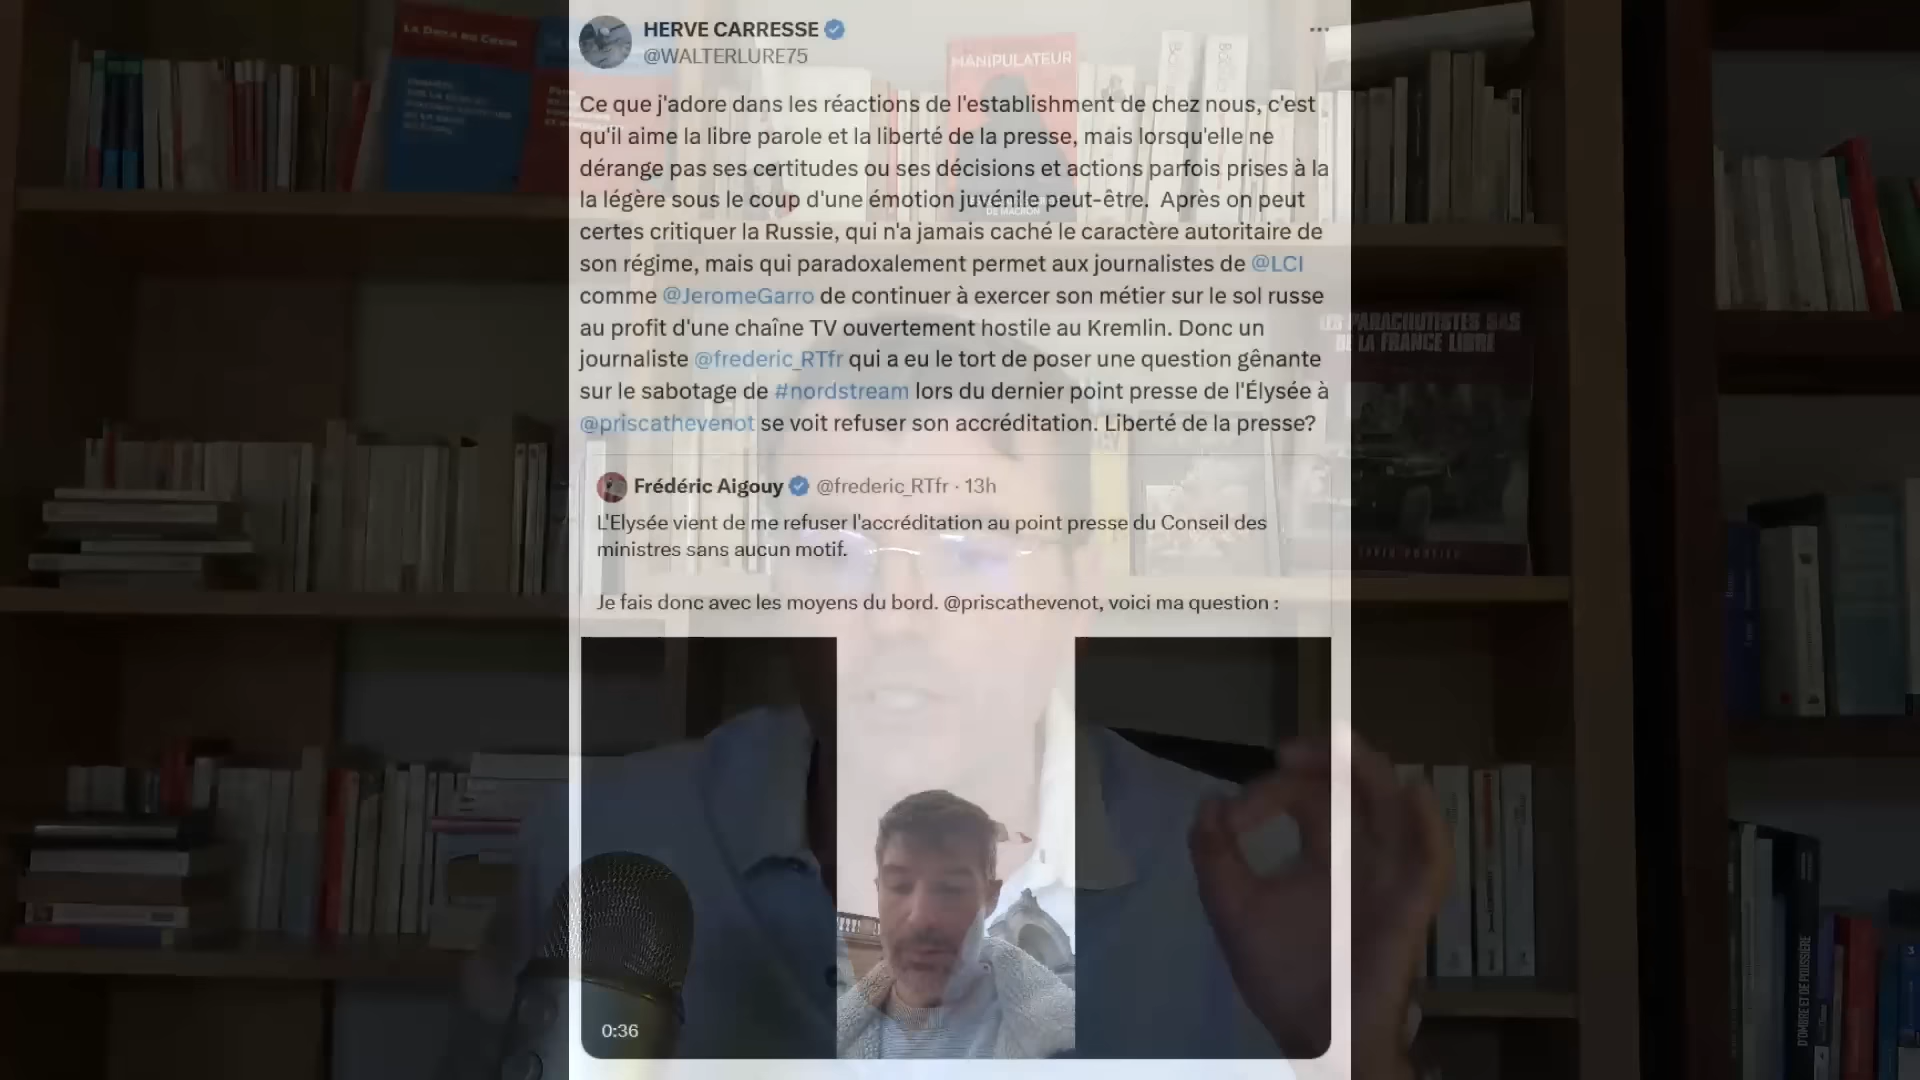 HERVE CARRESSE
@WALTERLURE75
Ce que j'adore dans les réactions de l'establishment de chez nous, c'est
qu'il aime la libre parole et la liberté de la presse, mais lorsqu'elle ne
dérange pas ses certitudes ou ses décisions et actions parfois prises à la
la légère sous le coup d'une émotion juvénile peut-être. Après on peut
certes critiquer la Russie, qui n'a jamais caché le caractère autoritaire de
son régime, mais qui paradoxalement permet aux journalistes de @LCI
comme @JeromeGarro de continuer à exercer son métier sur le sol russe
au profit d'une chaîne TV ouvertement hostile au Kremlin. Donc un
journaliste @frederic_RTfr qui a eu le tort de poser une question gênante
sur le sabotage de #nordstream lors du dernier point presse de l'Élysée à
@priscathevenot se voit refuser son accréditation. Liberté de la presse?
Frédéric Aigouy @frederic_RTfr · 13h
L'Elysée vient de me refuser l'accréditation au point presse du Conseil des
ministres sans aucun motif.
Je fais donc avec les moyens du bord. @priscathevenot, voici ma question :
0:36
MANIPULATEUR
DE MACRON
PARACHUTISTES SAS
DE LA FRANCE LIBRE
D'OMBRE ET DE POUSSIÈRE